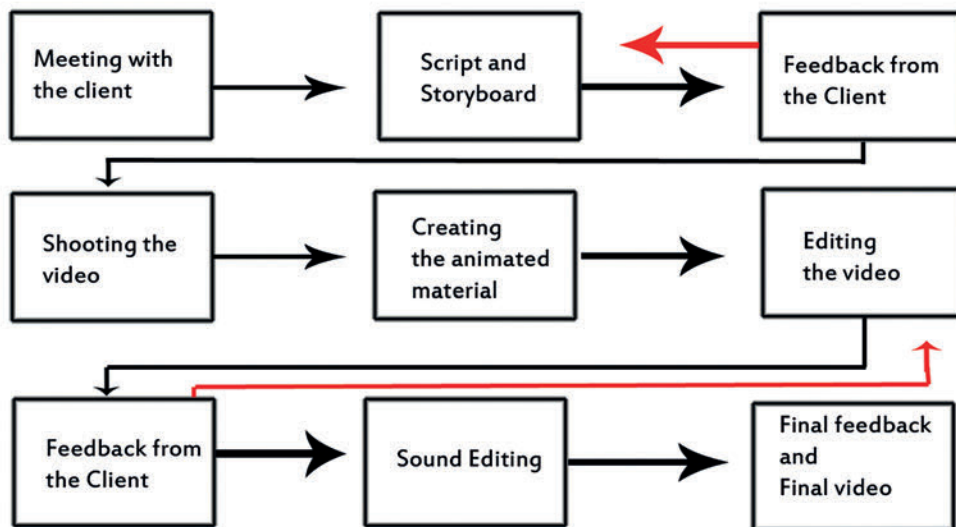 Meeting with
the client
Script and
Storyboard
Feedback from
the Client
Shooting the
video
Creating
the animated
material
Editing
the video
Feedback from
the Client
Sound Editing
Final feedback
and
Final video